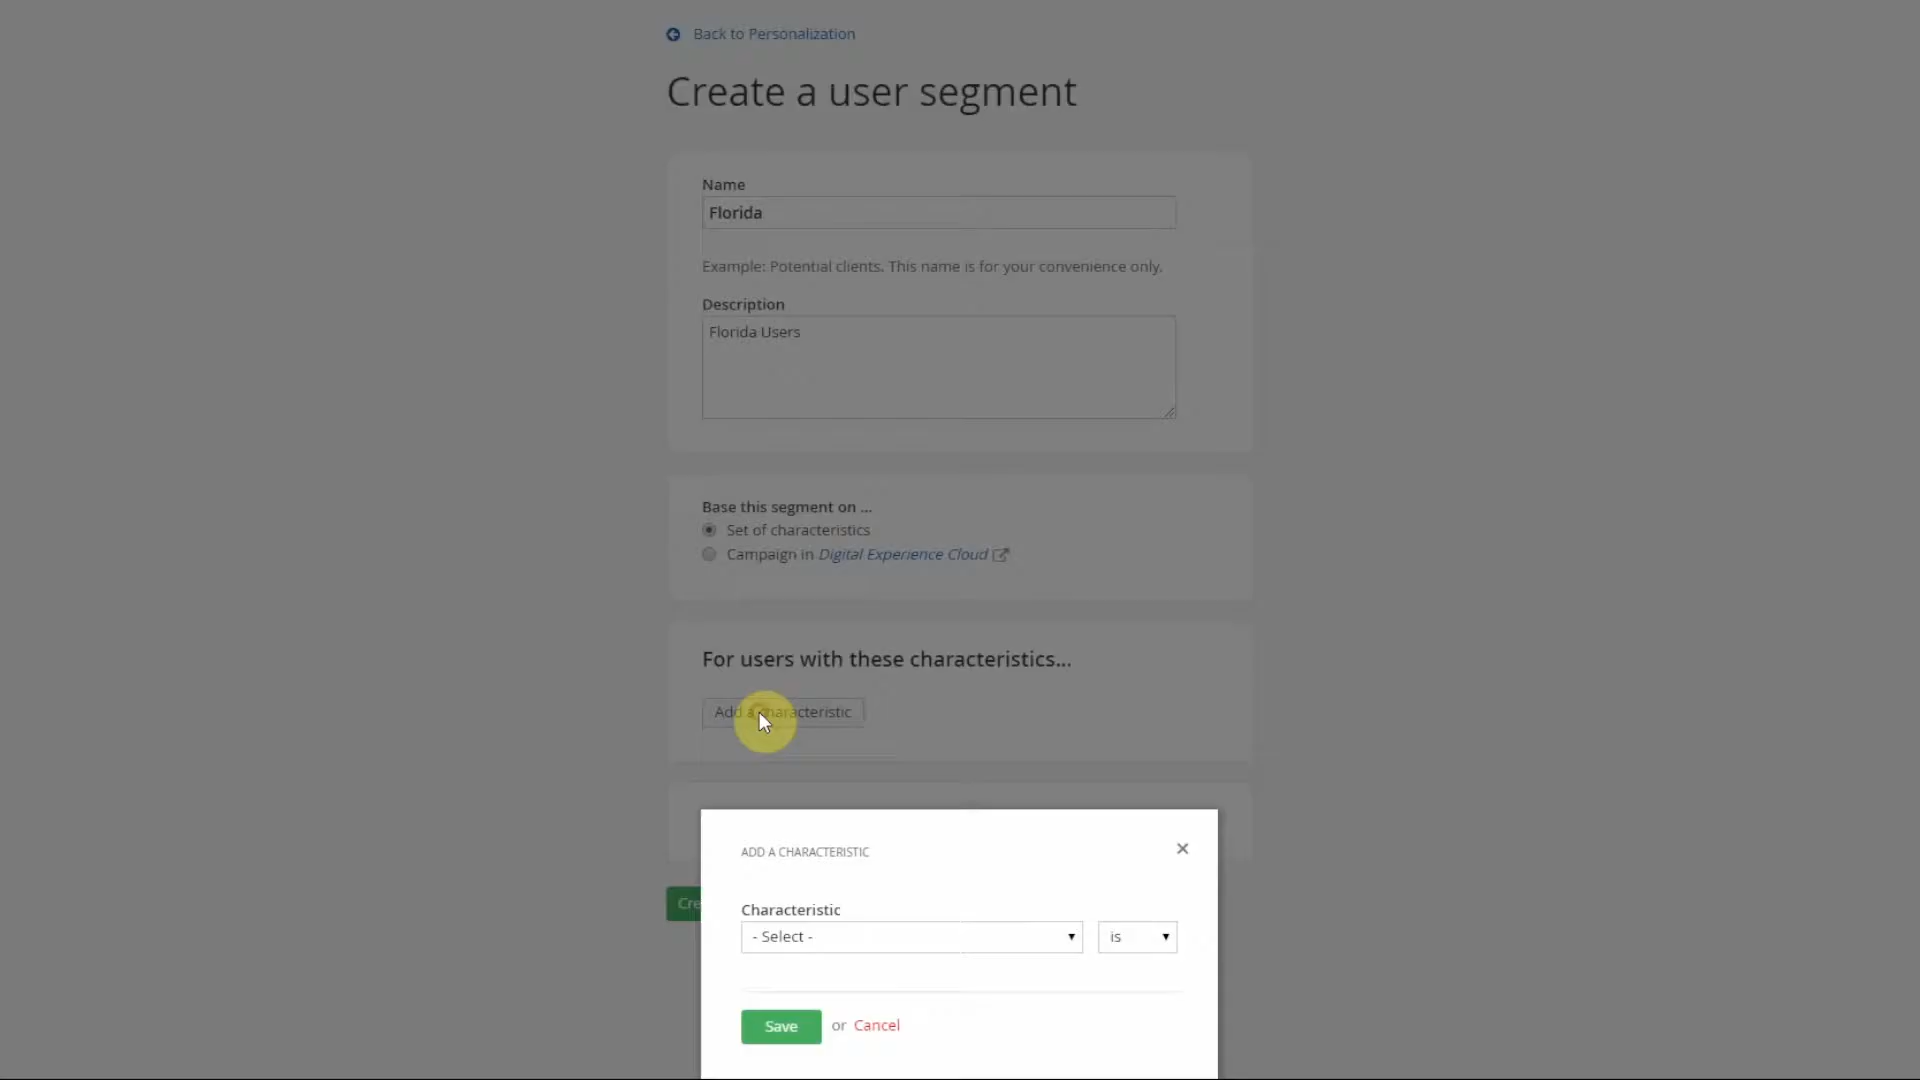 Back to Personalization
Create a user segment
Name
Florida
Example: Potential clients. This name is for your convenience only.
Description
Florida Users
Base this segment on ...
Set of characteristics
Campaign in Digital Experience Cloud
For users with these characteristics...
Add a characteristic
Cre
ADD A CHARACTERISTIC
Characteristic
- Select -
is
Save or Cancel